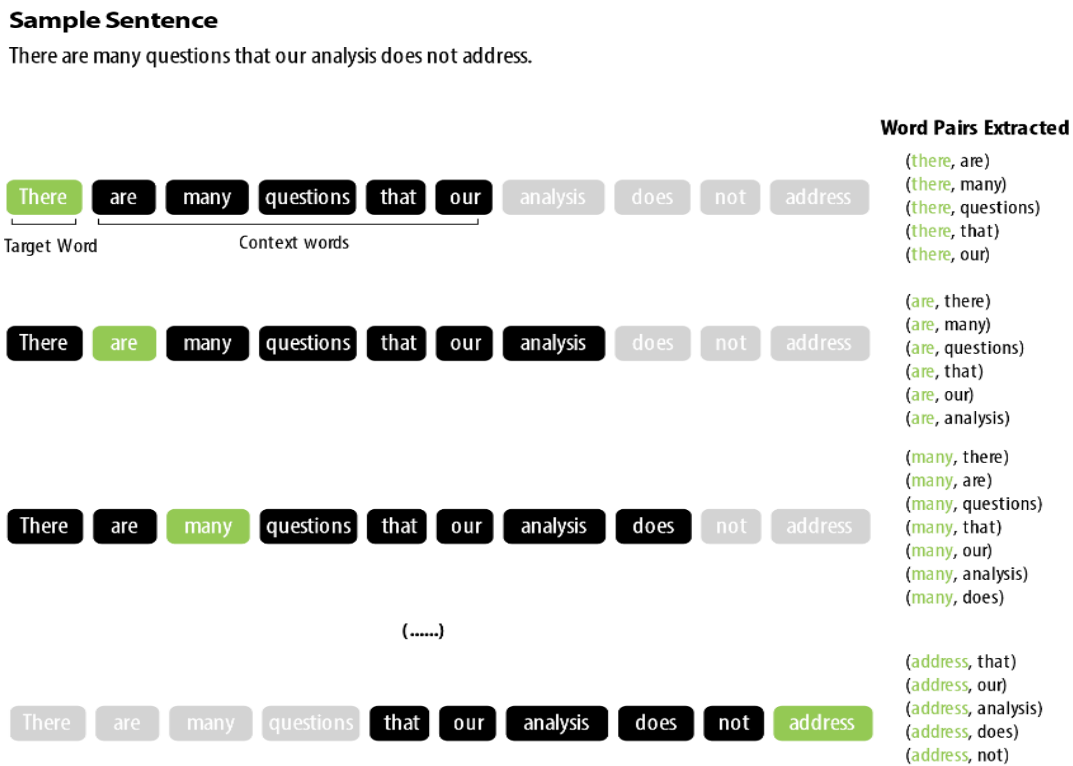 Sample Sentence
There are many questions that our analysis does not address.
Word Pairs Extracted
There are many questions that our analysis does not address
Target Word Context words
(there, are)
(there, many)
(there, questions)
(there, that)
(there, our)
There are many questions that our analysis does not address
(are, there)
(are, many)
(are, questions)
(are, that)
(are, our)
(are, analysis)
There are many questions that our analysis does not address
(many, there)
(many, are)
(many, questions)
(many, that)
(many, our)
(many, analysis)
(many, does)
(......)
There are many questions that our analysis does not address
(address, that)
(address, our)
(address, analysis)
(address, does)
(address, not)